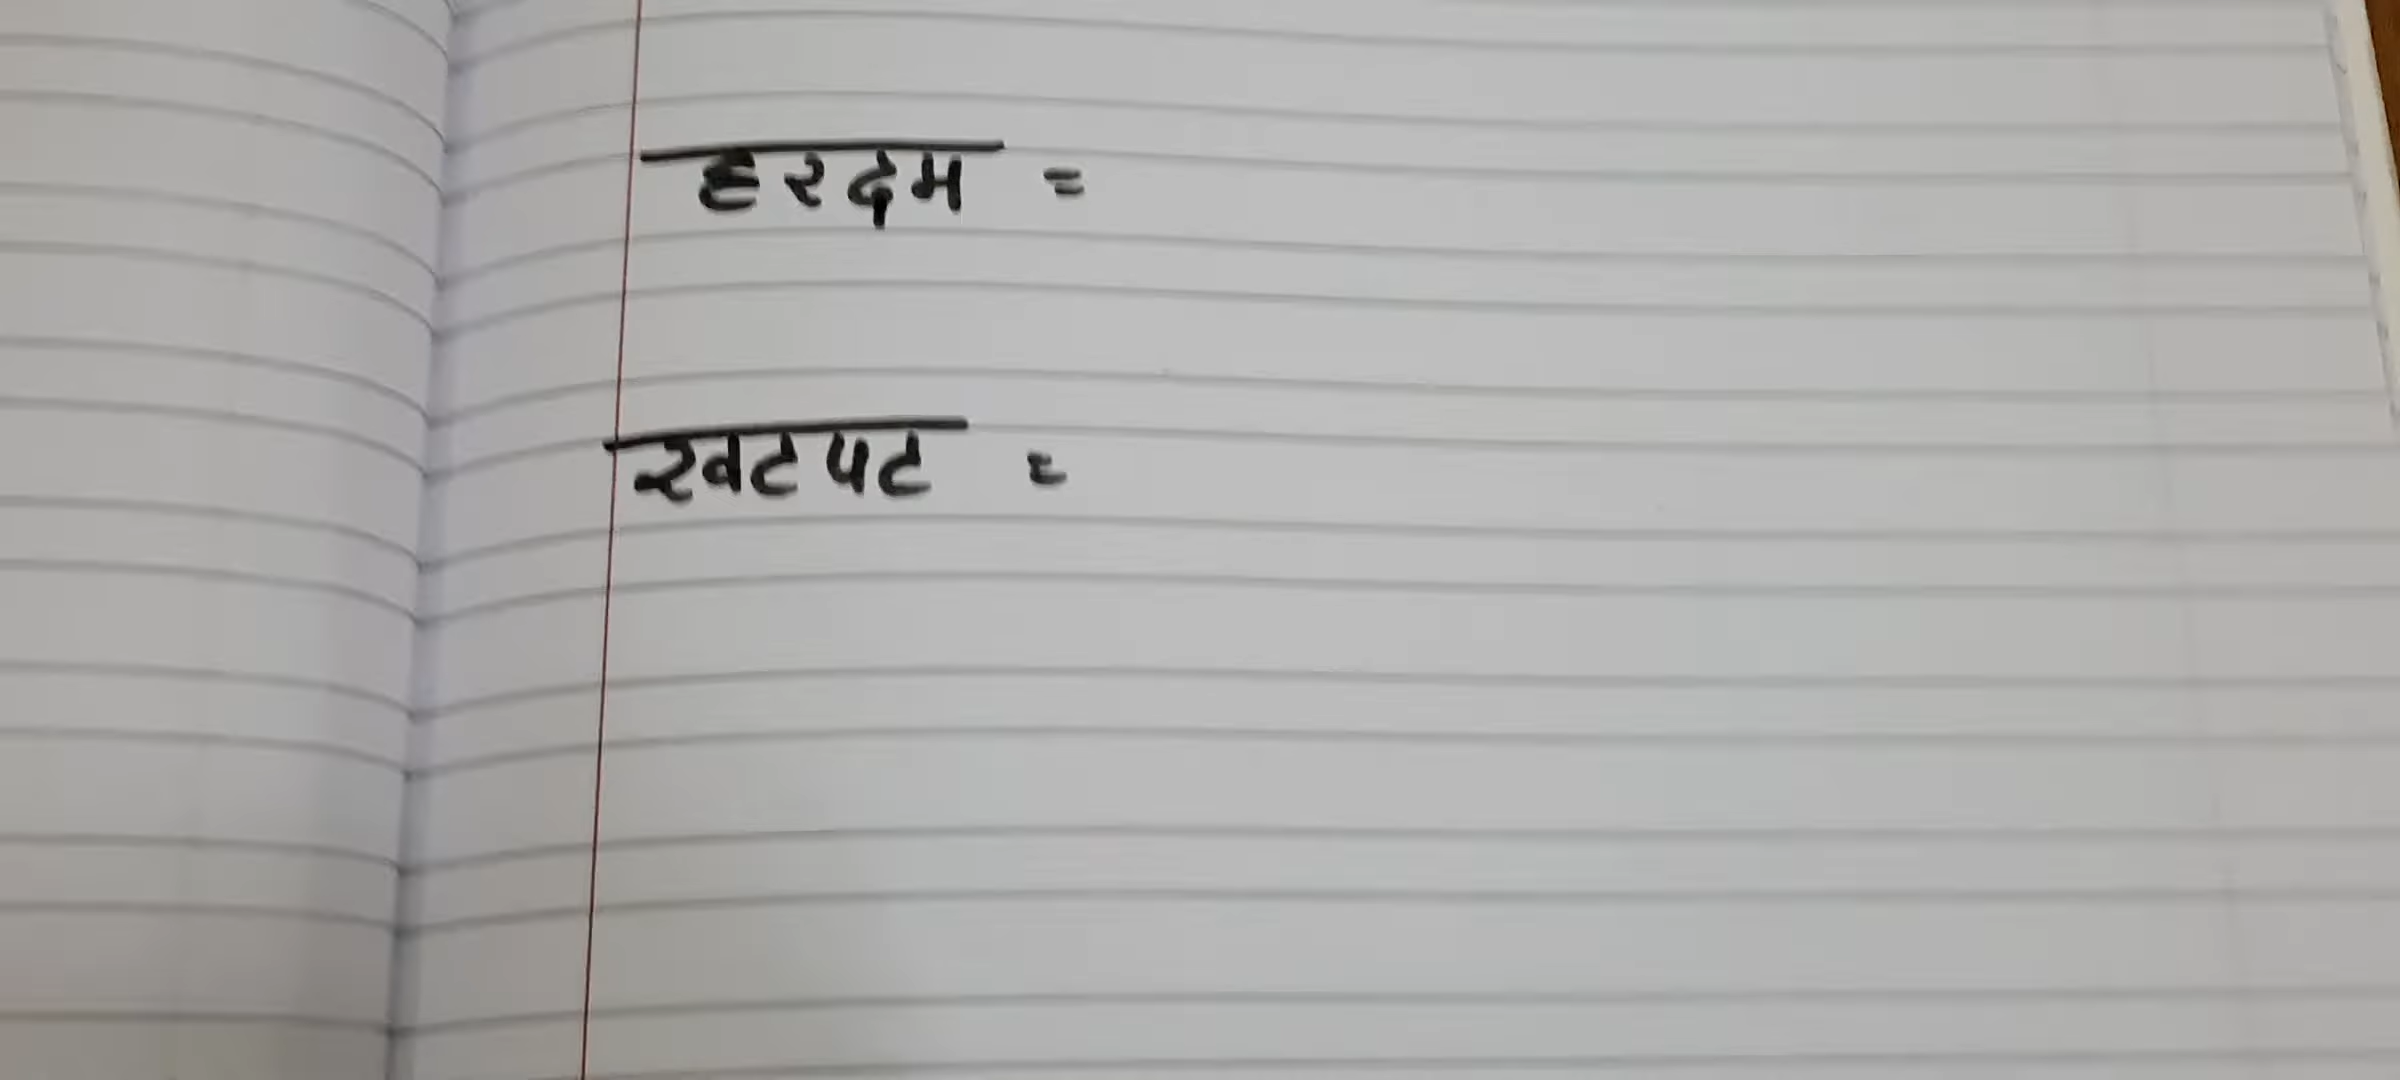 हरदम =
खटपट =